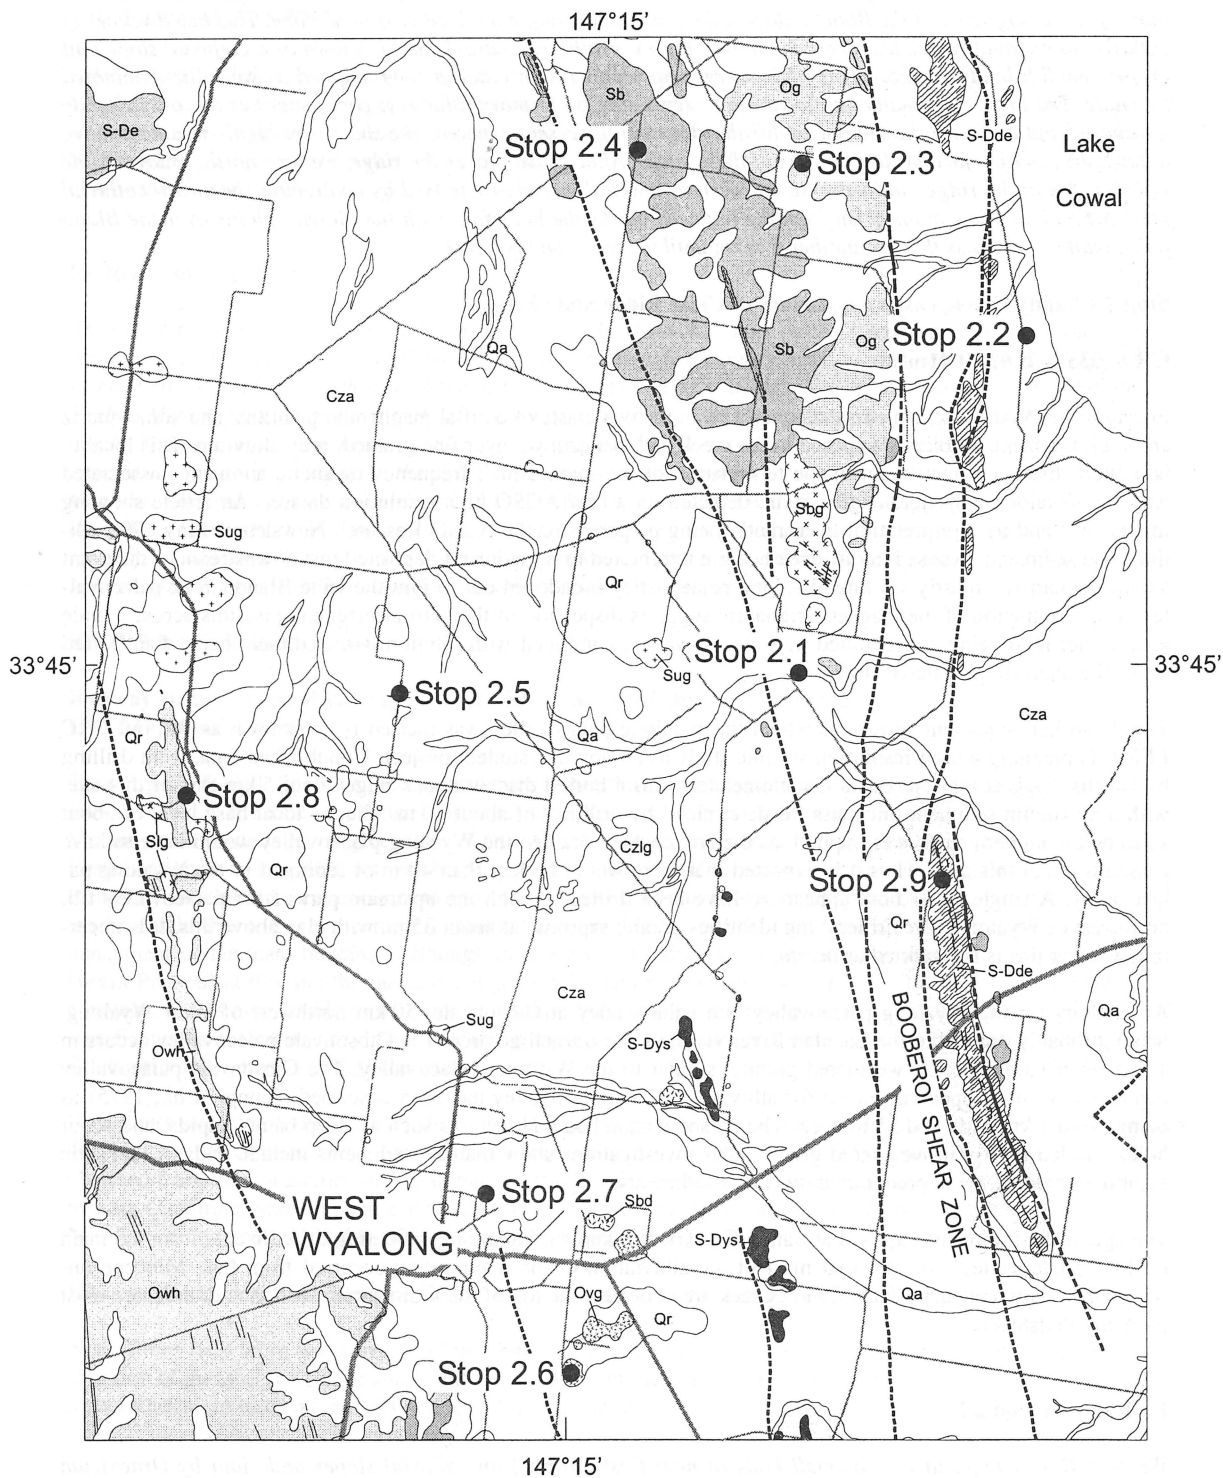 147°15'
Sb
Og
S-De
Stop 2.4
Stop 2.3
S-Dde
Lake
Cowal
Stop 2.2
Og
Sb
Qa
Cza
Sbg
Sug
Qr
Stop 2.1
33°45'
33°45'
Sug
Stop 2.5
Cza
Qr
Qa
Stop 2.8
Slg
Czlg
Qr
Stop 2.9
Qr
S-Dde
Cza
Qa
Sug
BOOBEROI SHEAR ZONE
S-Dys
Owh
Stop 2.7
Sbd
WEST
WYALONG
S-Dys
Owh
Ovg
Qr
Qa
Stop 2.6
147°15'